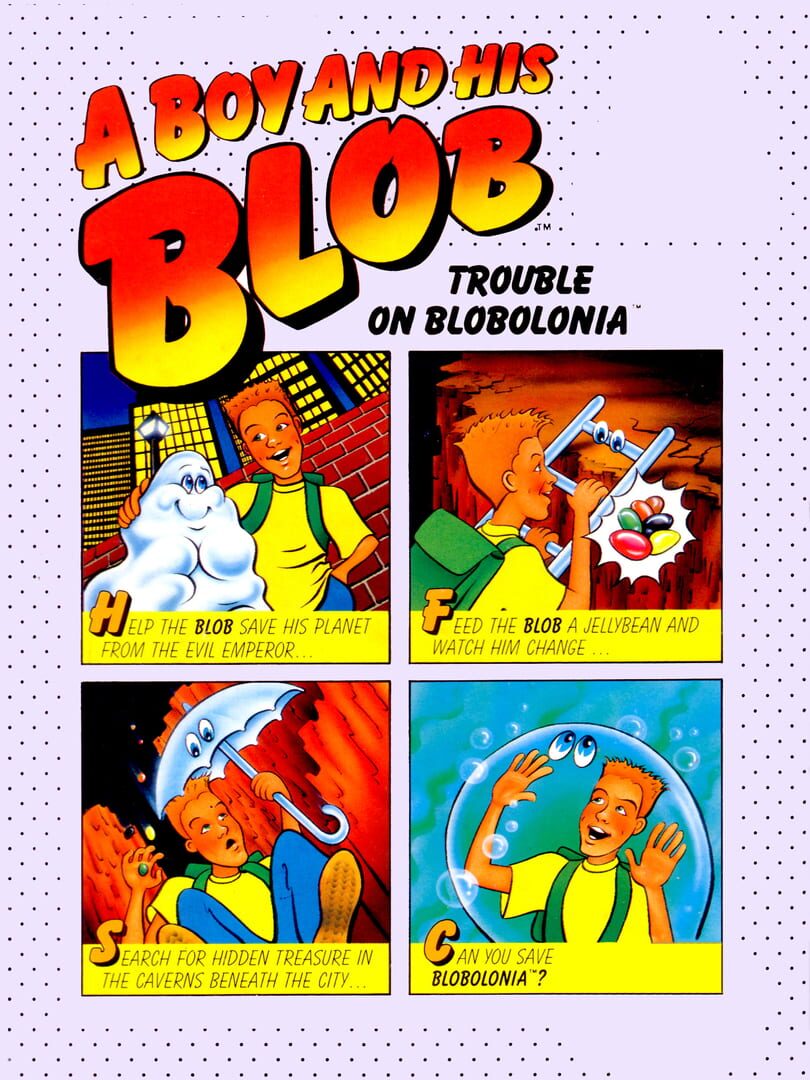 A BOY AND HIS
BLOB™
TROUBLE
ON BLOBOLONIA™
HELP THE BLOB SAVE HIS PLANET
FROM THE EVIL EMPEROR...
FEED THE BLOB A JELLYBEAN AND
WATCH HIM CHANGE ...
SEARCH FOR HIDDEN TREASURE IN
THE CAVERNS BENEATH THE CITY...
CAN YOU SAVE
BLOBOLONIA™?